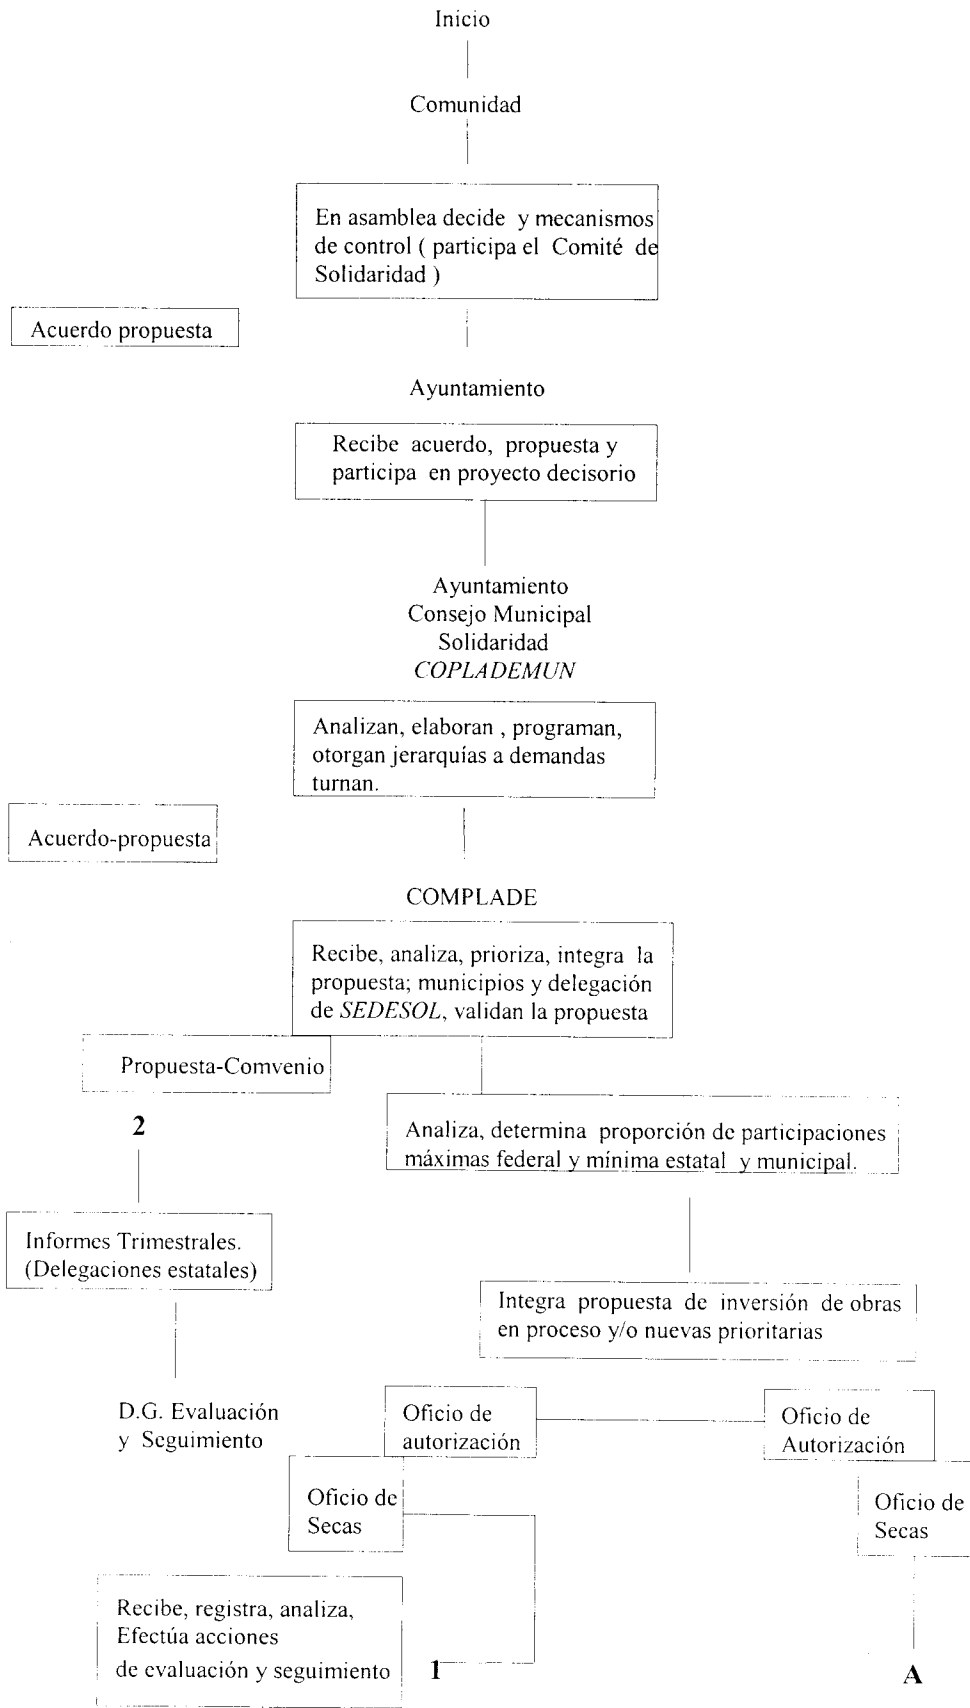 Inicio
Comunidad
En asamblea decide y mecanismos
de control ( participa el Comité de
Solidaridad )
Acuerdo propuesta
Ayuntamiento
Recibe acuerdo, propuesta y
participa en proyecto decisorio
Ayuntamiento
Consejo Municipal
Solidaridad
COPLADEMUN
Analizan, elaboran , programan,
otorgan jerarquías a demandas
turnan.
Acuerdo-propuesta
COMPLADE
Recibe, analiza, prioriza, integra la
propuesta; municipios y delegación
de SEDESOL, validan la propuesta
Propuesta-Comvenio
2
Analiza, determina proporción de participaciones
máximas federal y mínima estatal y municipal.
Informes Trimestrales.
(Delegaciones estatales)
Integra propuesta de inversión de obras
en proceso y/o nuevas prioritarias
D.G. Evaluación
y Seguimiento
Oficio de
autorización
Oficio de
Autorización
Oficio de
Secas
Oficio de
Secas
Recibe, registra, analiza,
Efectúa acciones
de evaluación y seguimiento
1
A